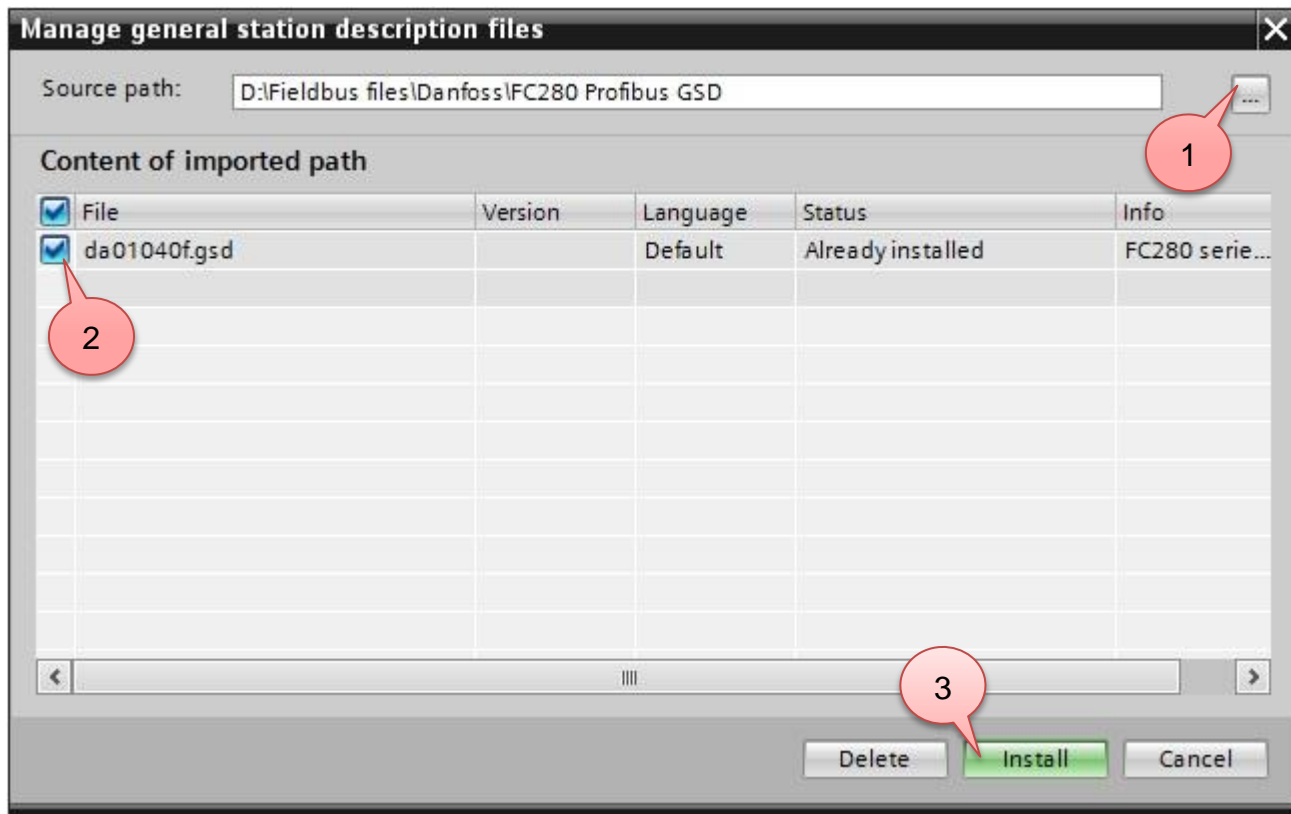 Manage general station description files
Source path: D:\Fieldbus files\Danfoss\FC280 Profibus GSD ...
1
Content of imported path
File Version Language Status Info
da01040f.gsd Default Already installed FC280 serie...
2
3
Delete Install Cancel